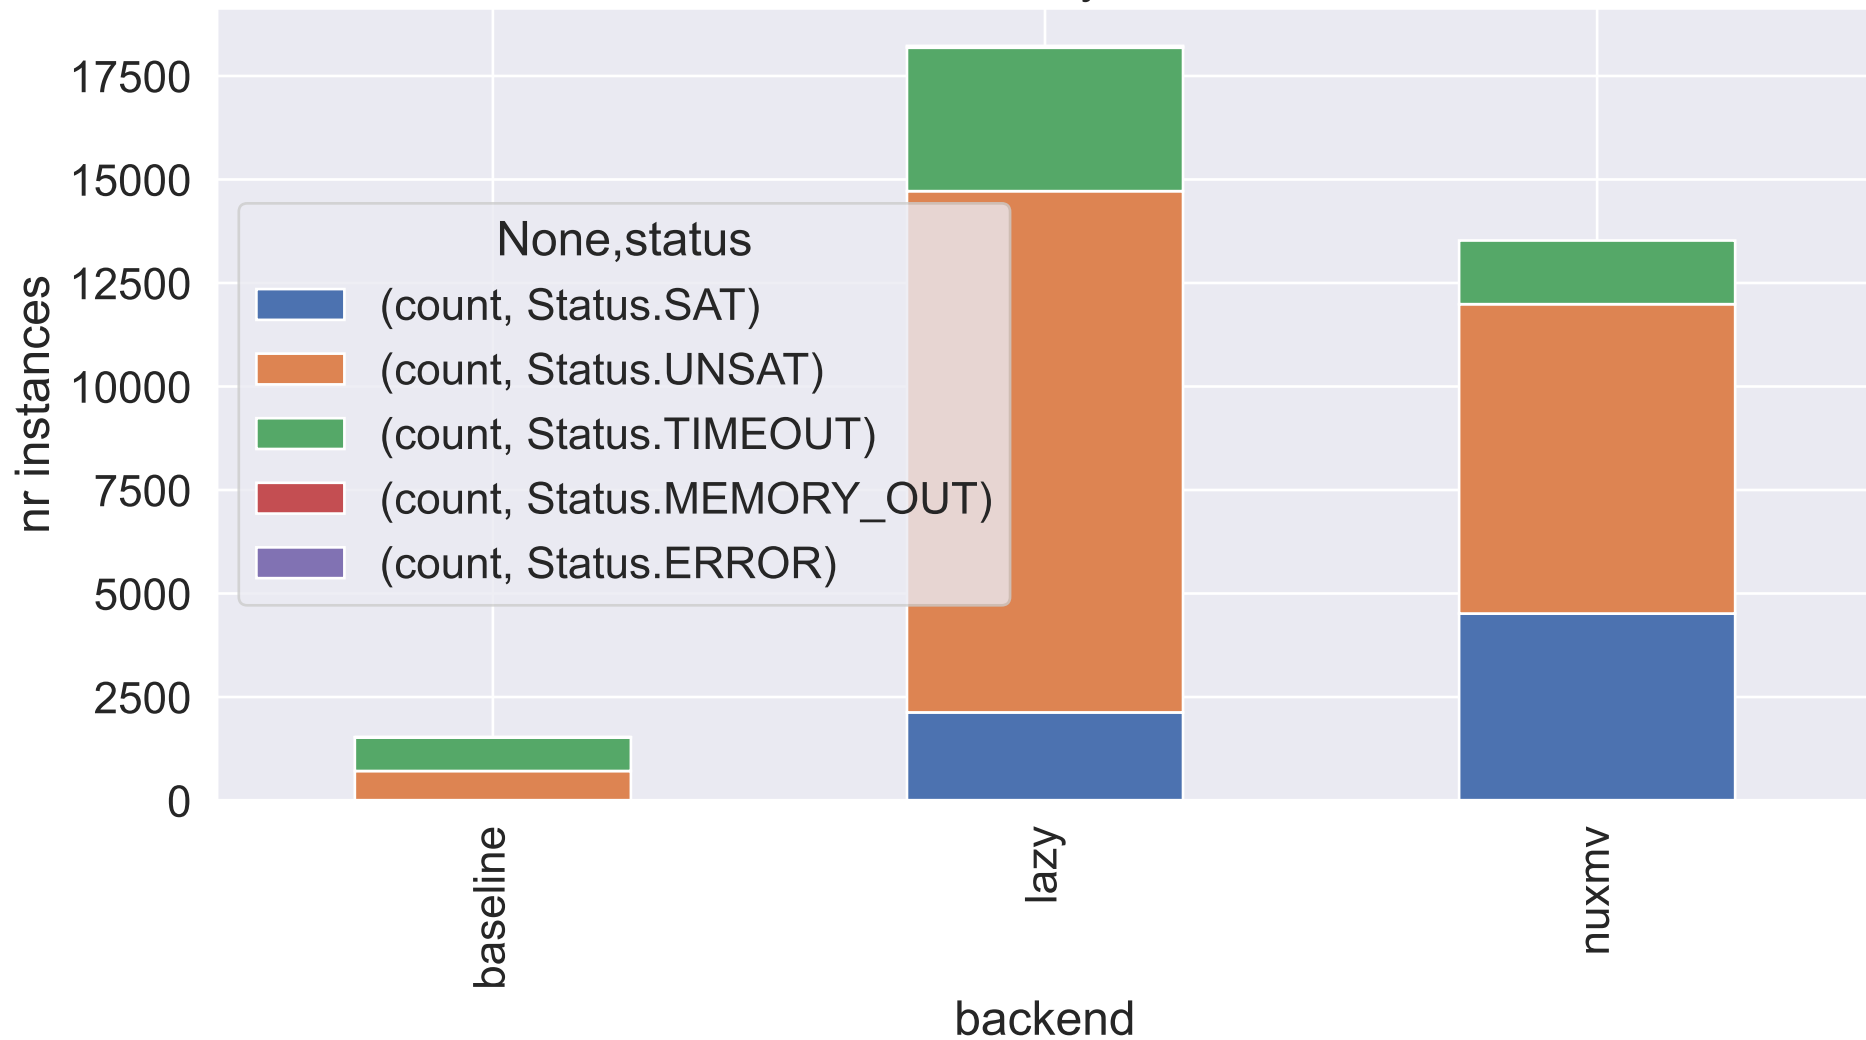 17500
15000
12500
10000
7500
5000
2500
0
nr instances
None,status
(count, Status.SAT)
(count, Status.UNSAT)
(count, Status.TIMEOUT)
(count, Status.MEMORY_OUT)
(count, Status.ERROR)
baseline
lazy
nuxmv
backend